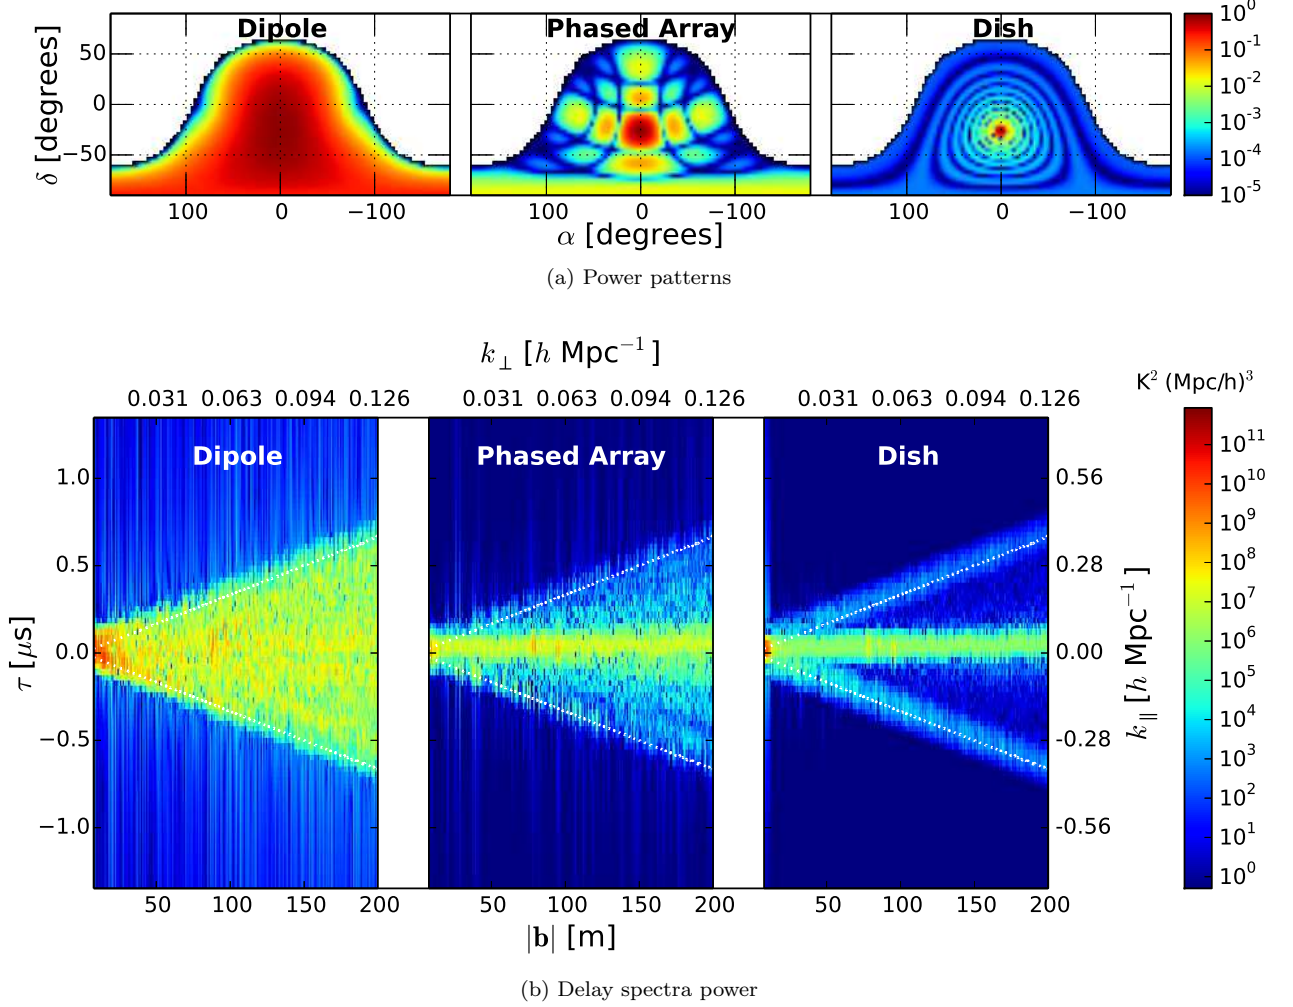 Dipole Phased Array Dish
δ [degrees]
50
0
−50
100 0 −100 100 0 −100 100 0 −100
α [degrees]
10^0
10^-1
10^-2
10^-3
10^-4
10^-5
(a) Power patterns
k⊥ [h Mpc^−1]
0.031 0.063 0.094 0.126 0.031 0.063 0.094 0.126 0.031 0.063 0.094 0.126
Dipole Phased Array Dish
τ [μs]
1.0
0.5
0.0
−0.5
−1.0
0.56
0.28
0.00
-0.28
-0.56
k∥ [h Mpc^−1]
50 100 150 200 50 100 150 200 50 100 150 200
|b| [m]
K^2 (Mpc/h)^3
10^11
10^10
10^9
10^8
10^7
10^6
10^5
10^4
10^3
10^2
10^1
10^0
(b) Delay spectra power